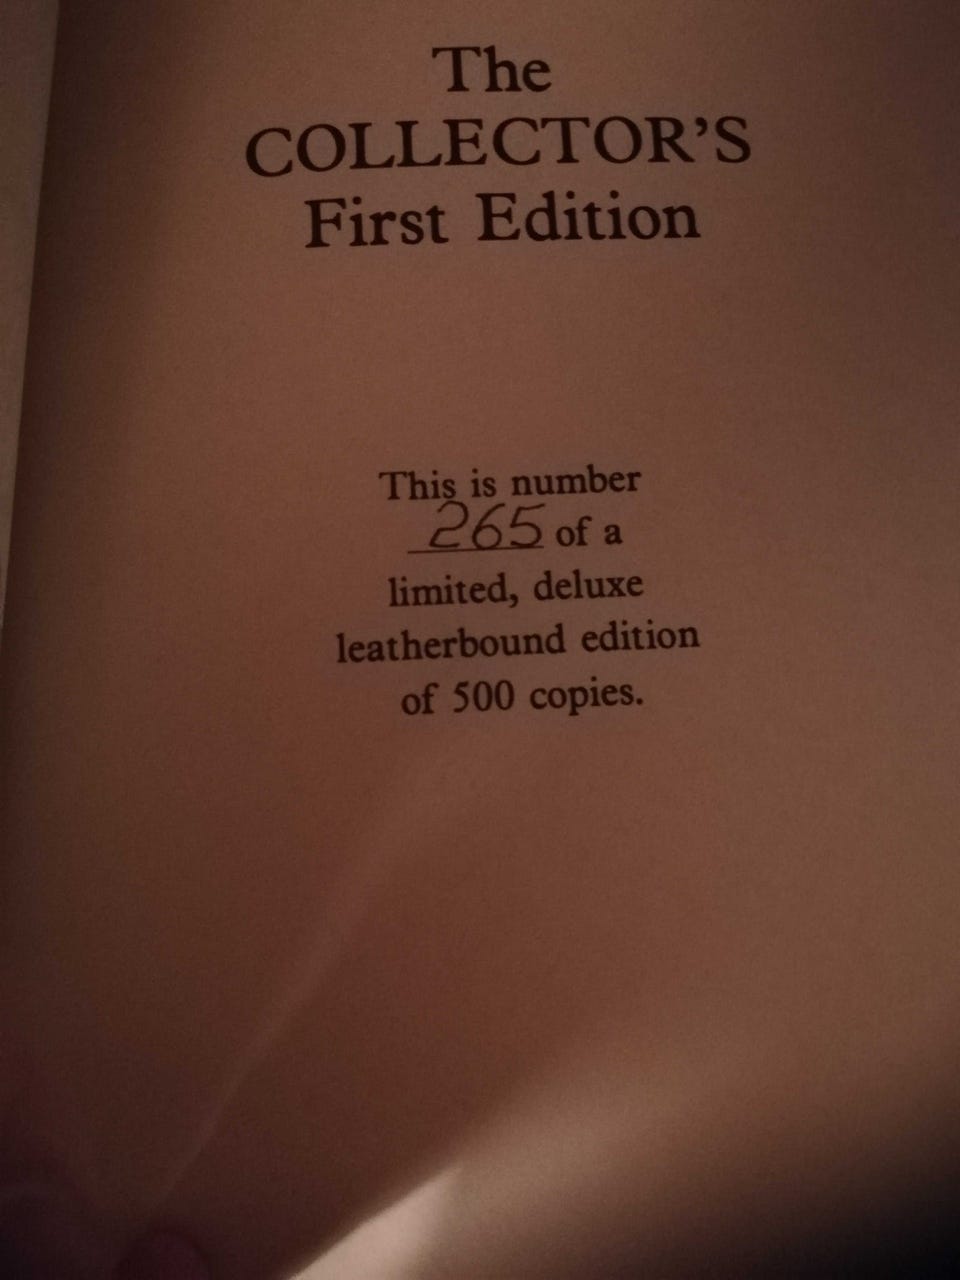 The
COLLECTOR'S
First Edition
This is number
265 of a
limited, deluxe
leatherbound edition
of 500 copies.